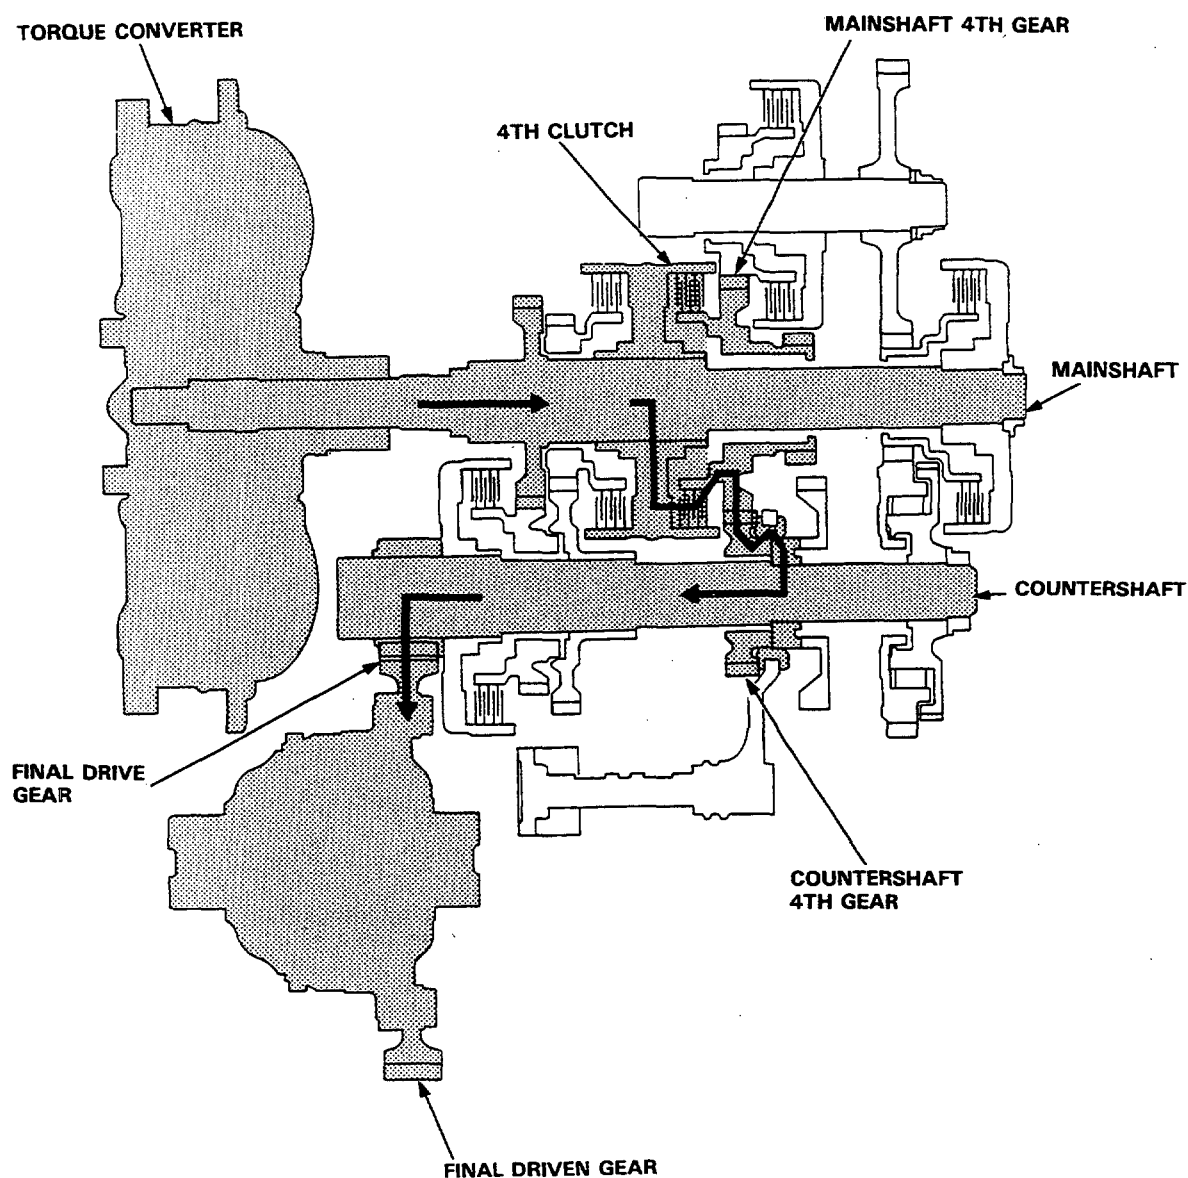 TORQUE CONVERTER
MAINSHAFT 4TH GEAR
4TH CLUTCH
MAINSHAFT
COUNTERSHAFT
FINAL DRIVE
GEAR
COUNTERSHAFT
4TH GEAR
FINAL DRIVEN GEAR